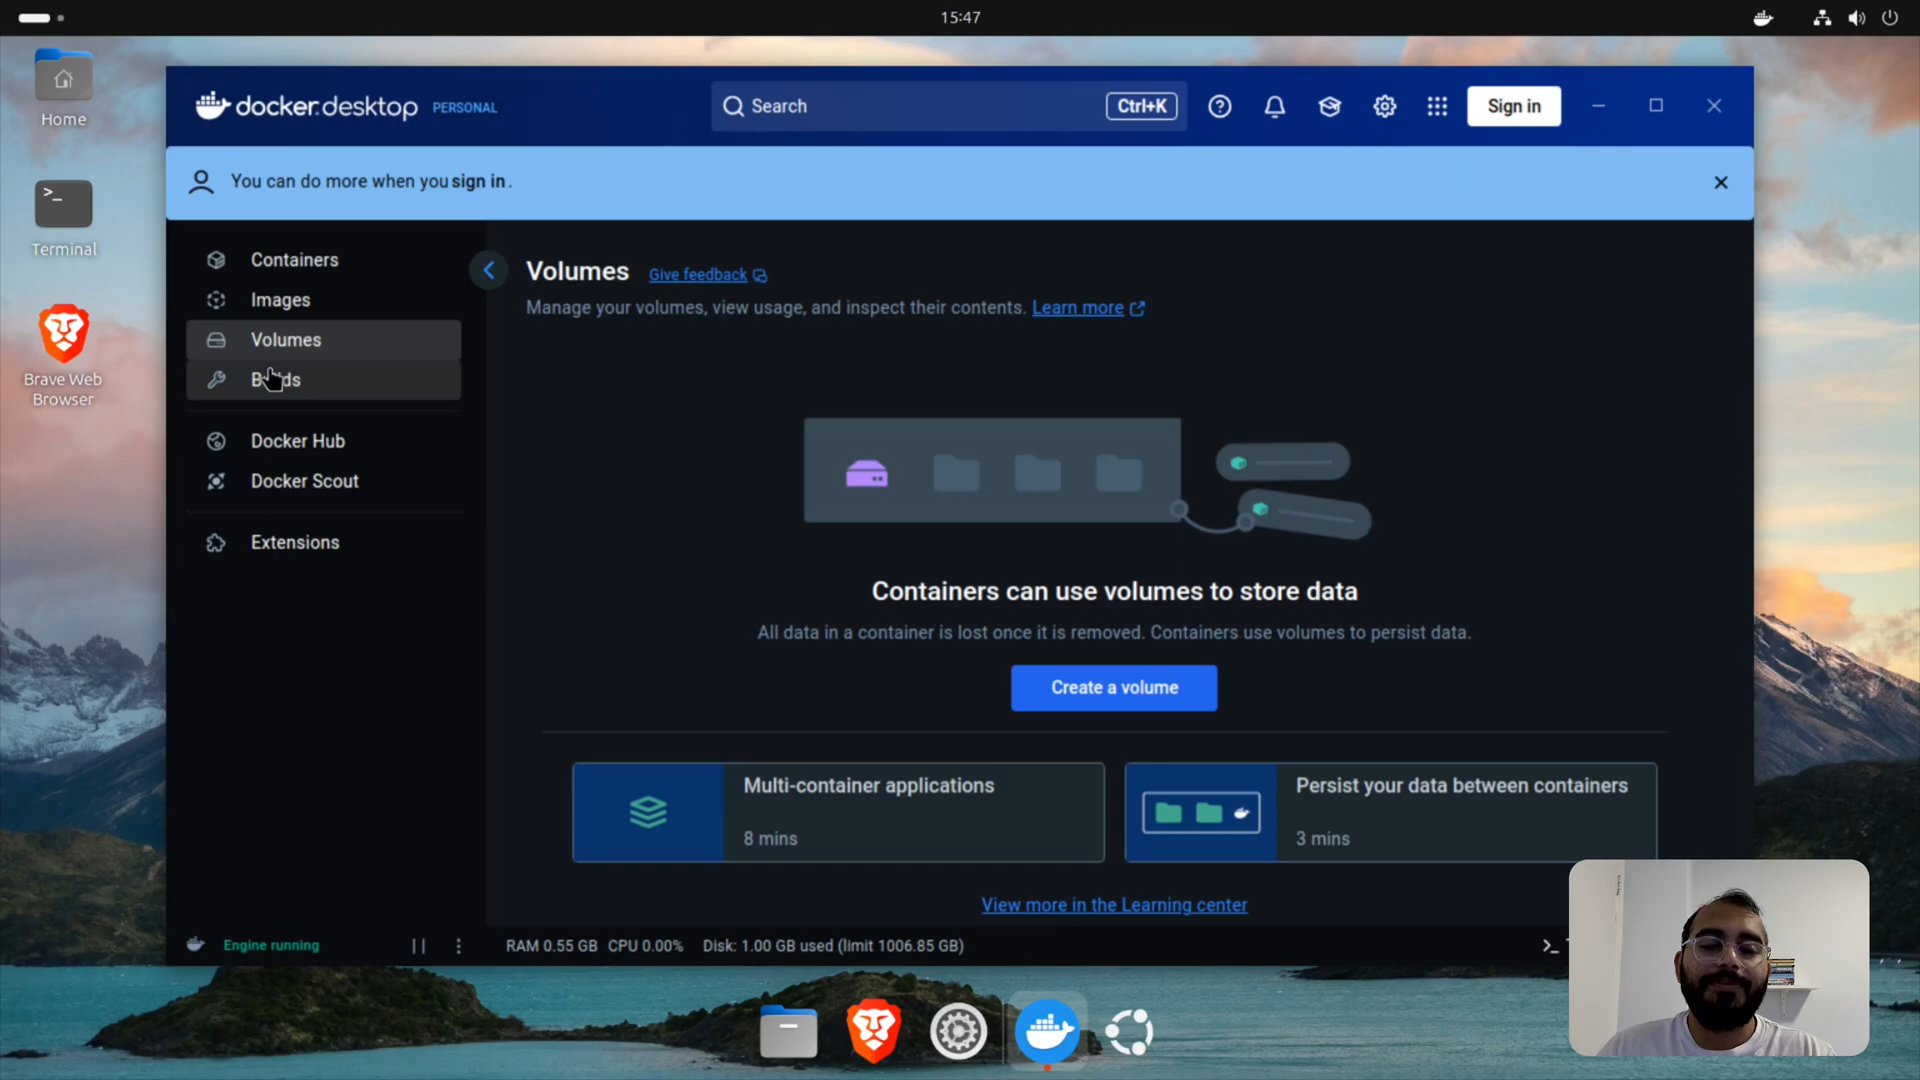 15:47
Home
Terminal
Brave Web
Browser
docker.desktop PERSONAL
Search
Ctrl+K
Sign in
You can do more when you sign in.
Containers
Images
Volumes
Docker Hub
Docker Scout
Extensions
Volumes
Give feedback
Manage your volumes, view usage, and inspect their contents. Learn more
Containers can use volumes to store data
All data in a container is lost once it is removed. Containers use volumes to persist data.
Create a volume
Multi-container applications
8 mins
Persist your data between containers
3 mins
View more in the Learning center
Engine running
RAM 0.55 GB CPU 0.00% Disk: 1.00 GB used (limit 1006.85 GB)